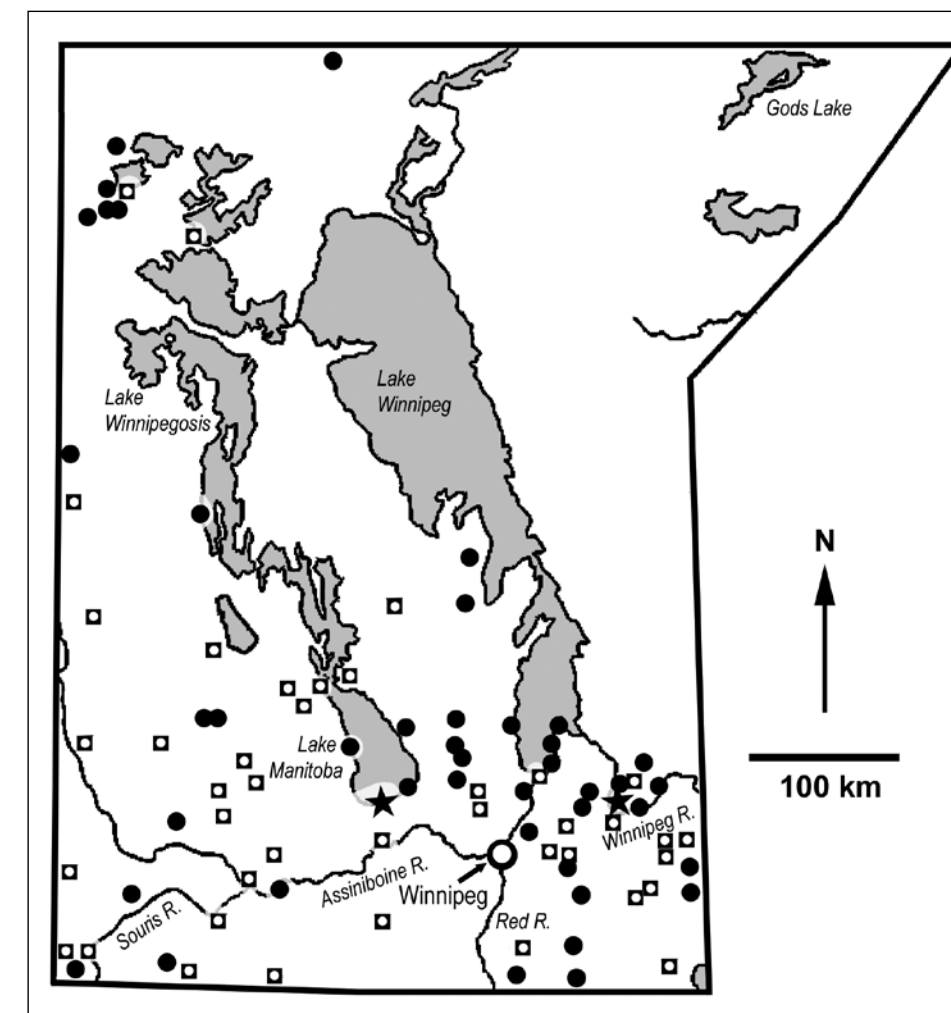 Gods Lake
Lake
Winnipeg
Lake
Winnipegosis
N
Lake
Manitoba
100 km
Winnipeg R.
Assiniboine R.
Winnipeg
Souris R.
Red R.